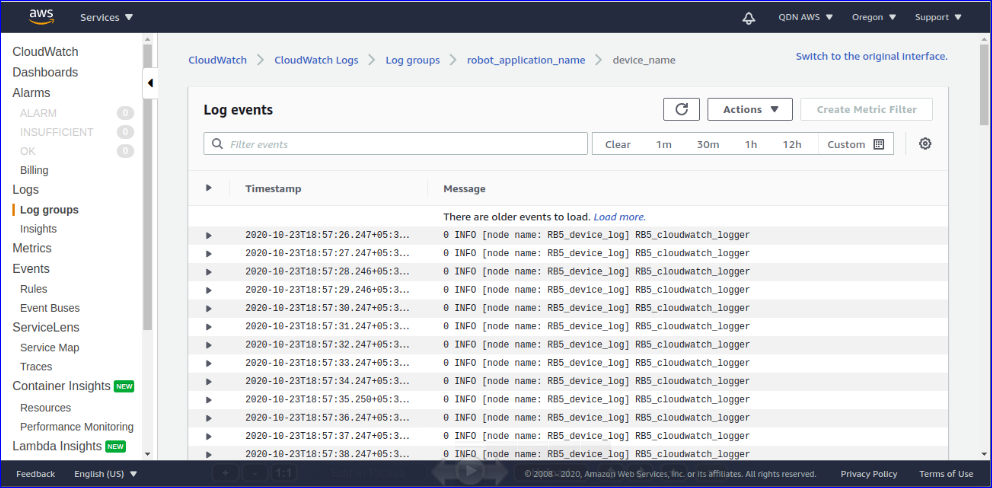 aws Services QDN AWS Oregon Support
CloudWatch
Dashboards
Alarms
ALARM 0
INSUFFICIENT 0
OK 0
Billing
Logs
Log groups
Insights
Metrics
Events
Rules
Event Buses
ServiceLens
Service Map
Traces
Container Insights NEW
Resources
Performance Monitoring
Lambda Insights NEW
CloudWatch CloudWatch Logs Log groups robot_application_name device_name
Switch to the original interface.
Log events
Actions Create Metric Filter
Filter events Clear 1m 30m 1h 12h Custom
Timestamp Message
There are older events to load. Load more.
2020-10-23T18:57:26.247+05:3... 0 INFO [node name: RB5_device_log] RB5_cloudwatch_logger
2020-10-23T18:57:27.247+05:3... 0 INFO [node name: RB5_device_log] RB5_cloudwatch_logger
2020-10-23T18:57:28.246+05:3... 0 INFO [node name: RB5_device_log] RB5_cloudwatch_logger
2020-10-23T18:57:29.246+05:3... 0 INFO [node name: RB5_device_log] RB5_cloudwatch_logger
2020-10-23T18:57:30.247+05:3... 0 INFO [node name: RB5_device_log] RB5_cloudwatch_logger
2020-10-23T18:57:31.247+05:3... 0 INFO [node name: RB5_device_log] RB5_cloudwatch_logger
2020-10-23T18:57:32.247+05:3... 0 INFO [node name: RB5_device_log] RB5_cloudwatch_logger
2020-10-23T18:57:33.247+05:3... 0 INFO [node name: RB5_device_log] RB5_cloudwatch_logger
2020-10-23T18:57:34.247+05:3... 0 INFO [node name: RB5_device_log] RB5_cloudwatch_logger
2020-10-23T18:57:35.250+05:3... 0 INFO [node name: RB5_device_log] RB5_cloudwatch_logger
2020-10-23T18:57:36.247+05:3... 0 INFO [node name: RB5_device_log] RB5_cloudwatch_logger
2020-10-23T18:57:37.247+05:3... 0 INFO [node name: RB5_device_log] RB5_cloudwatch_logger
2020-10-23T18:57:38.247+05:3... 0 INFO [node name: RB5_device_log] RB5_cloudwatch_logger
Feedback English (US) + - 1:1 © 2008 - 2020, Amazon Web Services, Inc. or its affiliates. All rights reserved. Privacy Policy Terms of Use